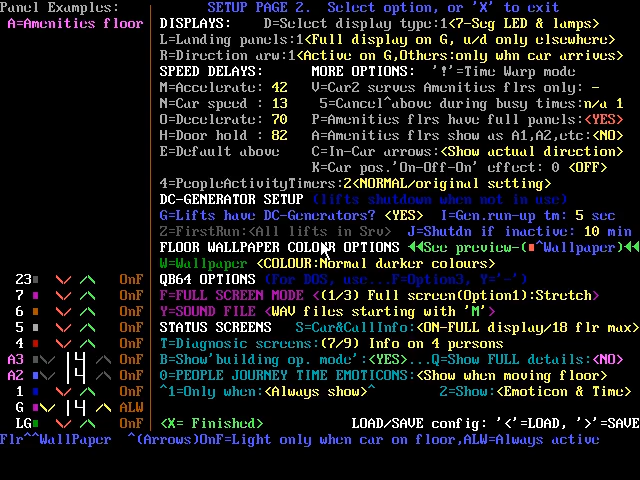 Panel Examples:     SETUP PAGE 2.  Select option, or 'X' to exit
A=Amenities floor DISPLAYS:    D=Select display type:1<7-Seg LED & lamps>
L=Landing panels:1<Full display on G, u/d only elsewhere>
R=Direction arw:1<Active on G,Others:only whn car arrives>
SPEED DELAYS:     MORE OPTIONS:  '!'=Time Warp mode
M=Accelerate: 42   V=Car2 serves Amenities flrs only: -
N=Car speed : 13    5=Cancel^above during busy times:n/a 1
O=Decelerate: 70   P=Amenities flrs have full panels:<YES>
H=Door hold : 82   A=Amenities flrs show as A1,A2,etc:<NO>
E=Default above    C=In-Car arrows:<Show actual direction>
K=Car pos.'On-Off-On' effect: 0 <OFF>
4=PeopleActivityTimers:2<NORMAL/original setting>
DC-GENERATOR SETUP (lifts shutdown when not in use)
G=Lifts have DC-Generators? <YES>  I=Gen.run-up tm: 5 sec
Z=FirstRun:<All lifts in Srv>  J=Shutdn if inactive: 10 min
FLOOR WALLPAPER COLOUR OPTIONS ◄◄See preview-(■^Wallpaper)◄◄
W=Wallpaper <COLOUR:Normal darker colours>
23 OnF QB64 OPTIONS (For DOS, use...F=Option3, Y='-')
7 OnF F=FULL SCREEN MODE <(1/3) Full screen(Option1):Stretch>
6 OnF Y=SOUND FILE <WAV files starting with 'M'>
5 OnF STATUS SCREENS   S=Car&CallInfo:<ON-FULL display/18 flr max>
4 OnF T=Diagnostic screens:(7/9) Info on 4 persons
A3 14 OnF B=Show'building op. mode':<YES>...Q=Show FULL details:<NO>
A2 14 OnF 0=PEOPLE JOURNEY TIME EMOTICONS:<Show when moving floor>
1 OnF ^1=Only when:<Always show>^        2=Show:<Emoticon & Time>
G 14 ALW
LG OnF <X= Finished>           LOAD/SAVE config: '<'=LOAD, '>'=SAVE
Flr^^WallPaper  ^(Arrows)OnF=Light only when car on floor,ALW=Always active